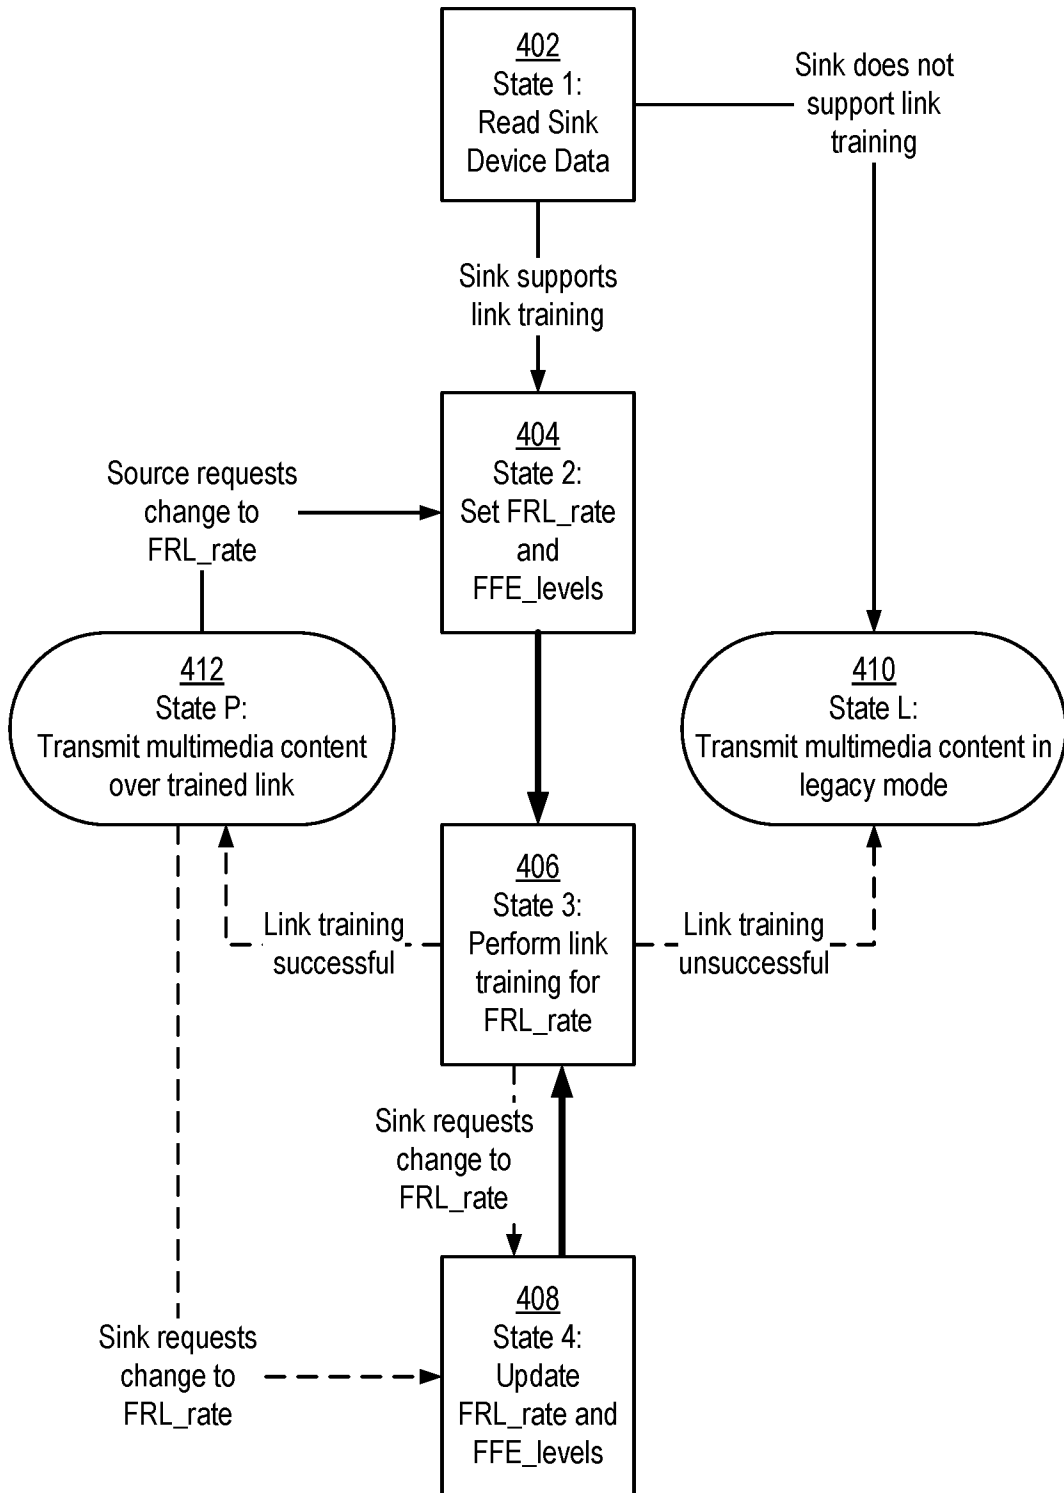 402
State 1:
Read Sink
Device Data
Sink does not
support link
training
Sink supports
link training
404
State 2:
Set FRL_rate
and
FFE_levels
Source requests
change to
FRL_rate
412
State P:
Transmit multimedia content
over trained link
410
State L:
Transmit multimedia content in
legacy mode
406
State 3:
Perform link
training for
FRL_rate
Link training
successful
Link training
unsuccessful
Sink requests
change to
FRL_rate
408
State 4:
Update
FRL_rate and
FFE_levels
Sink requests
change to
FRL_rate